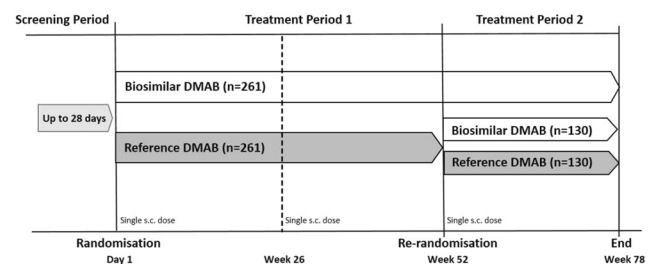 Screening Period Treatment Period 1 Treatment Period 2
Biosimilar DMAB (n=261)
Up to 28 days
Biosimilar DMAB (n=130)
Reference DMAB (n=261)
Reference DMAB (n=130)
Single s.c. dose Single s.c. dose Single s.c. dose
Randomisation Re-randomisation End
Day 1 Week 26 Week 52 Week 78